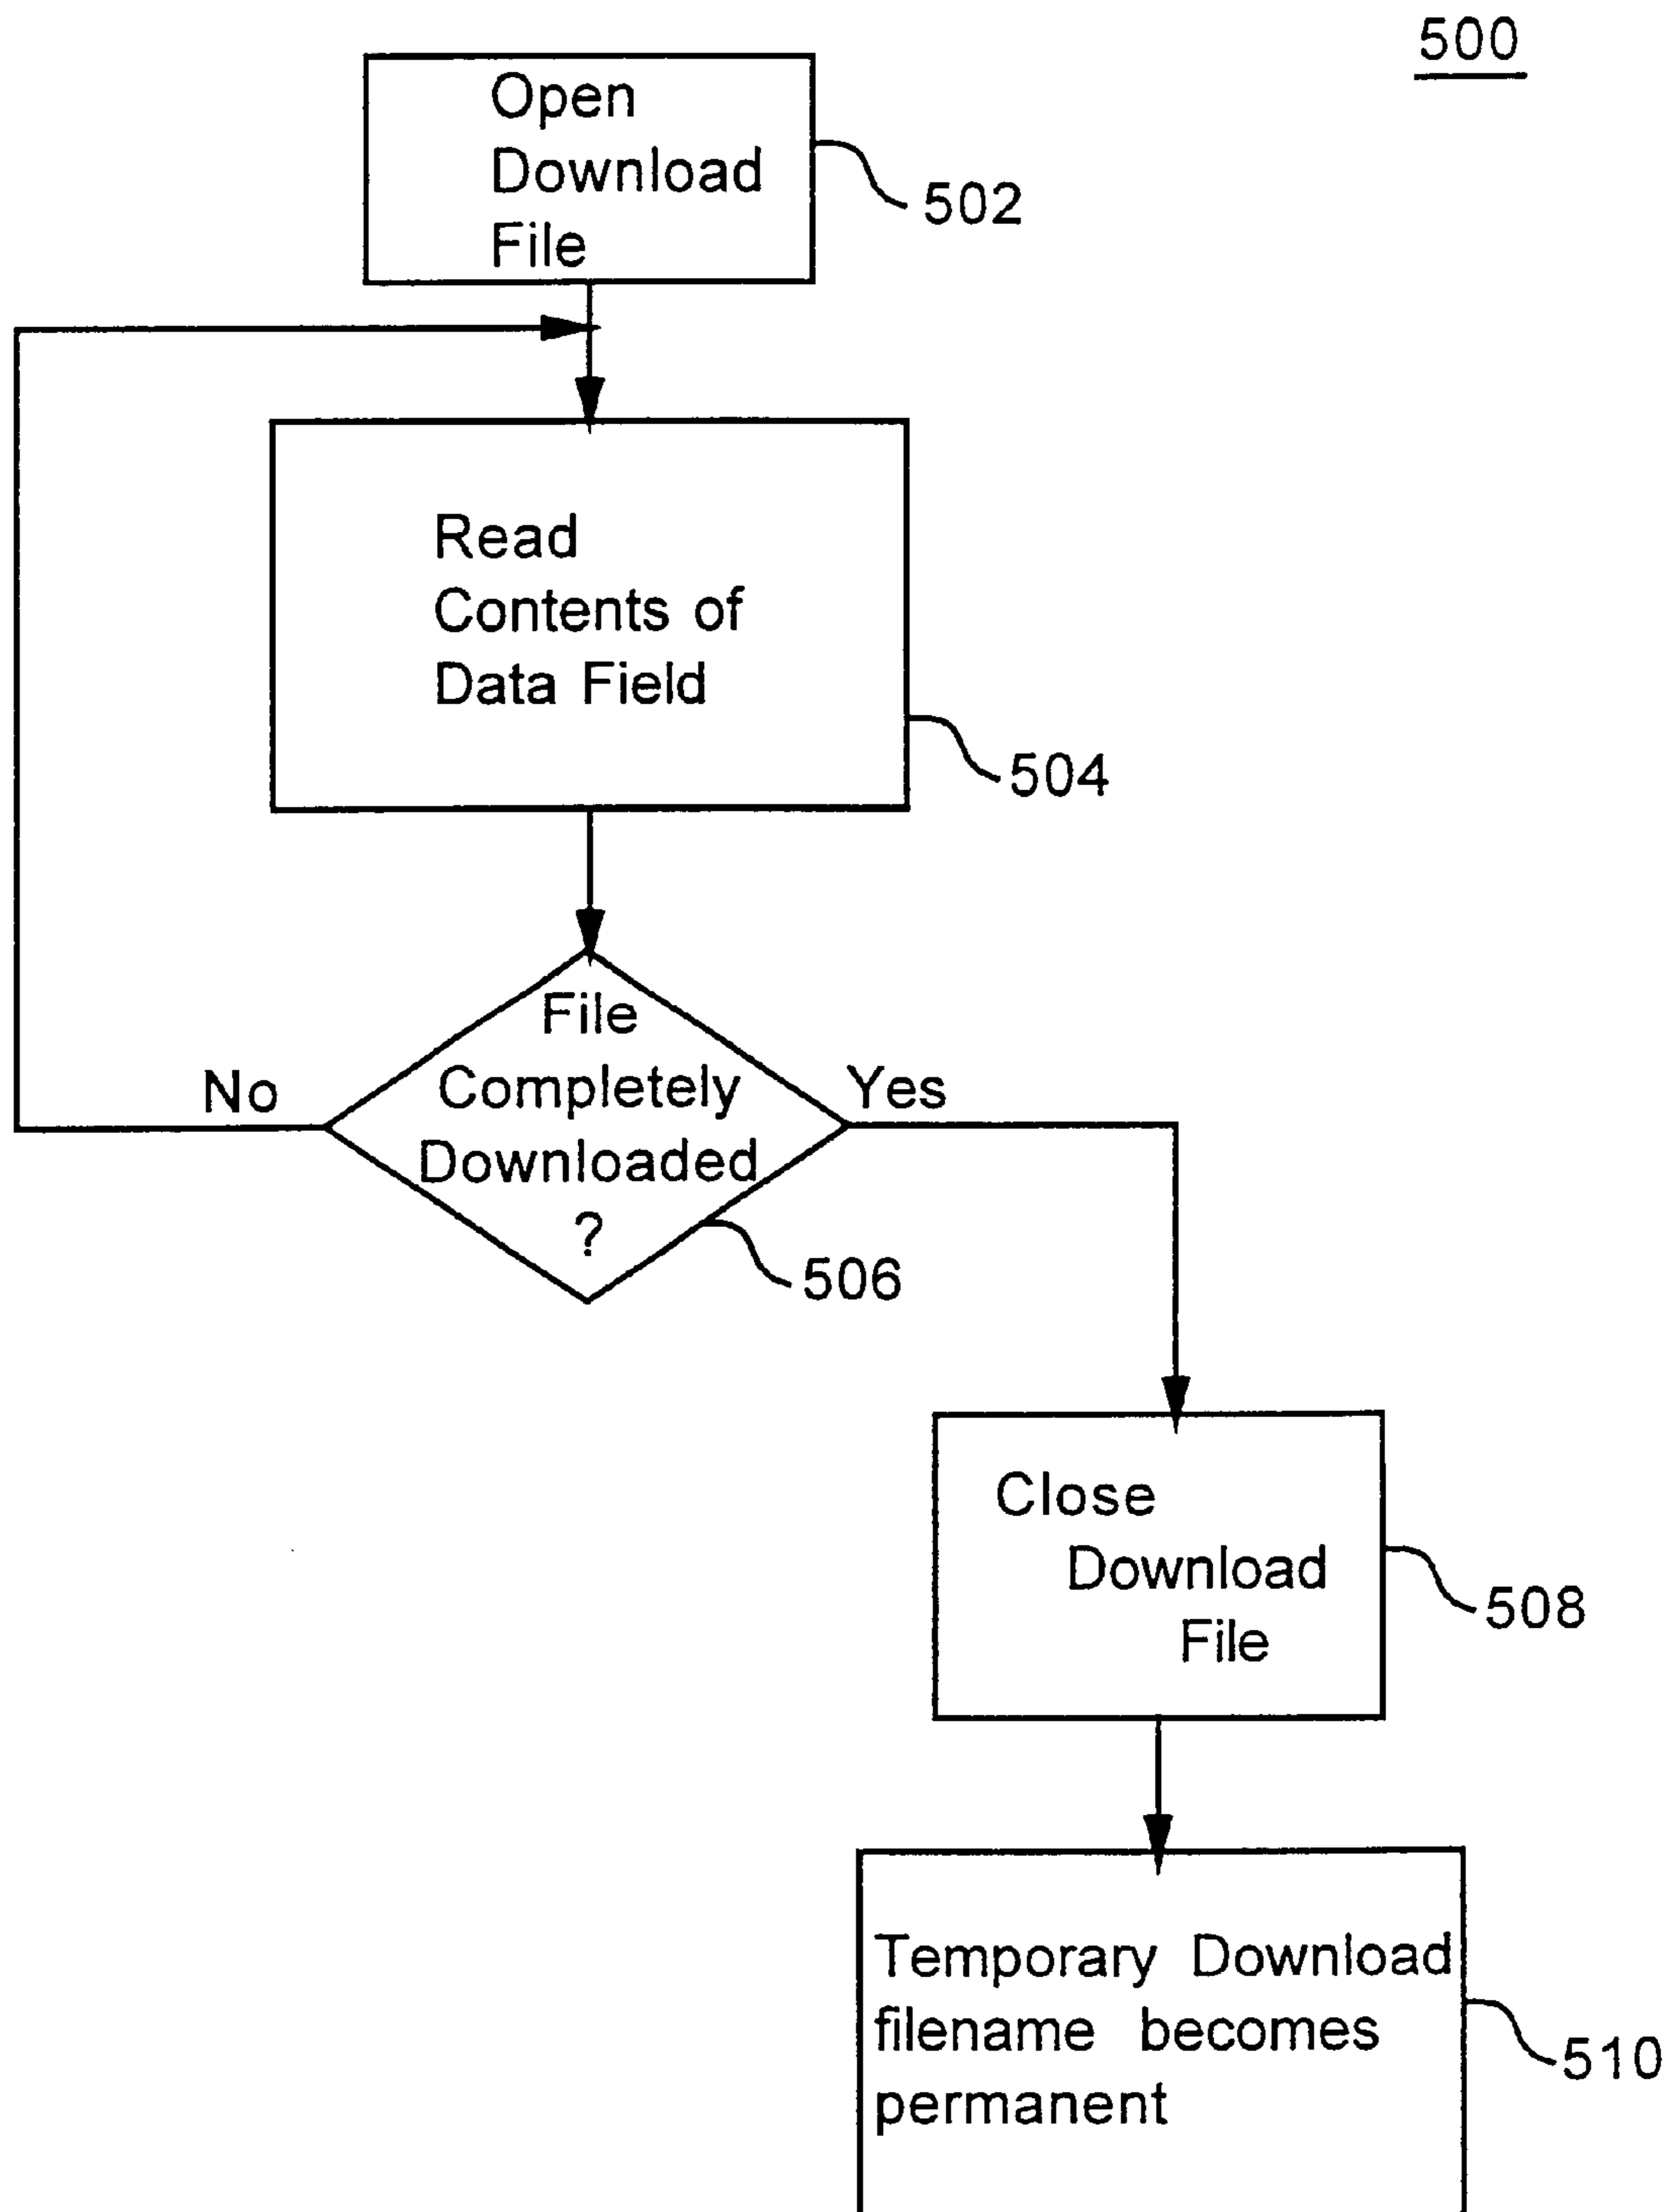 500
Open
Download
File
502
Read
Contents of
Data Field
504
File
Completely
Downloaded
?
No
Yes
506
Close
Download
File
508
Temporary Download
filename becomes
permanent
510